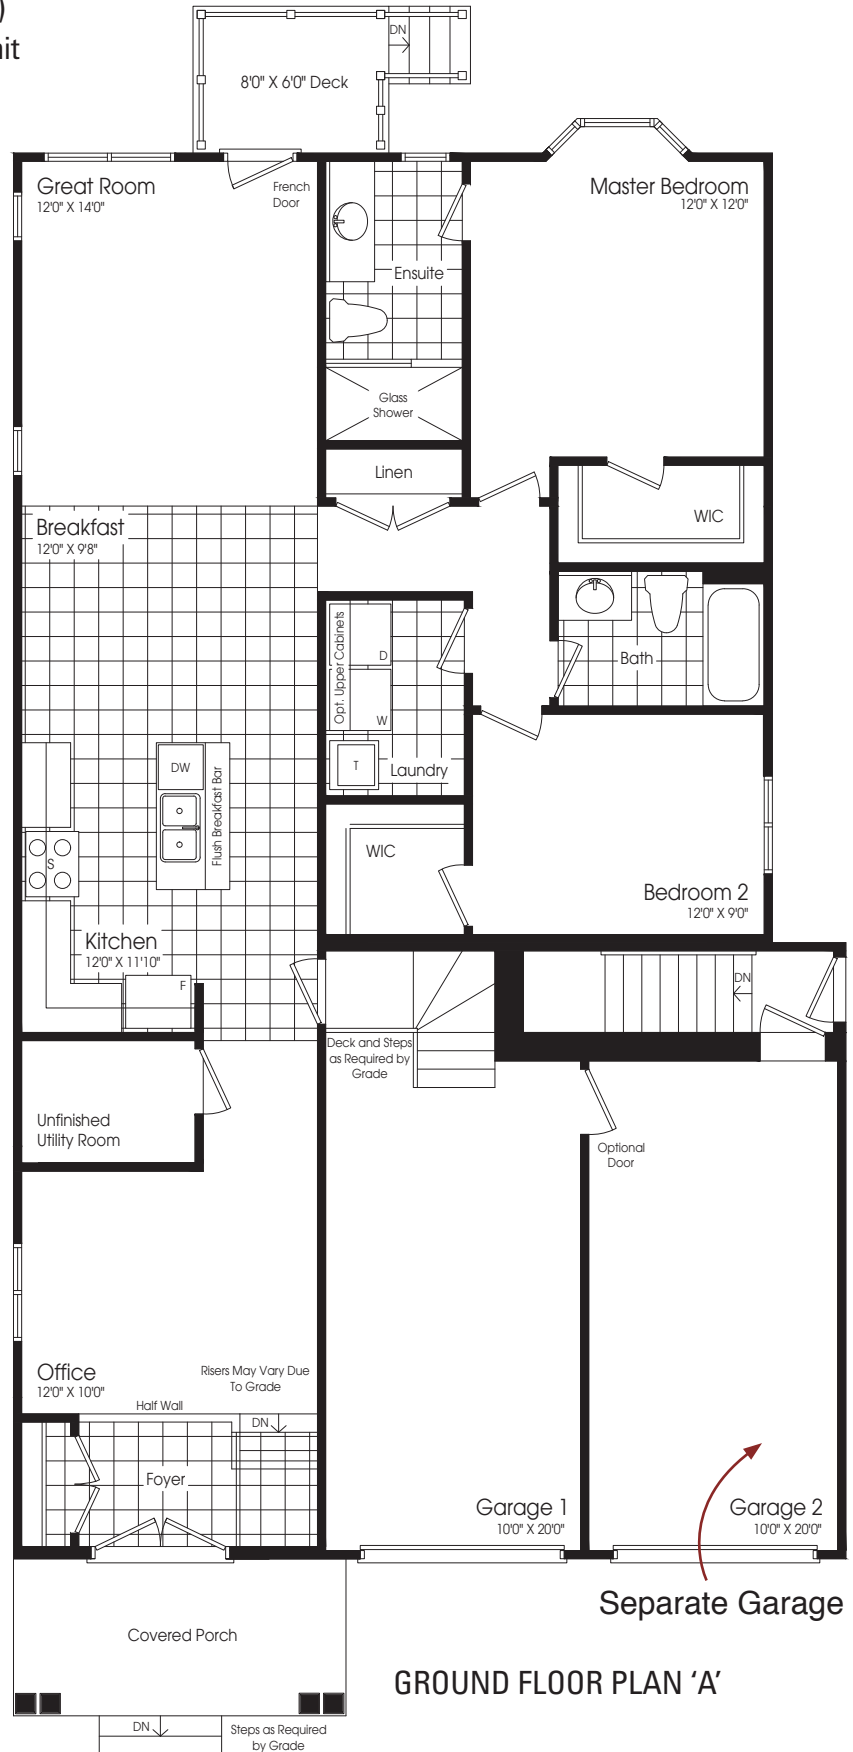 DN
8'0" X 6'0" Deck
Great Room
12'0" X 14'0"
French
Door
Master Bedroom
12'0" X 12'0"
Ensuite
Glass
Shower
Linen
WIC
Breakfast
12'0" X 9'8"
Opt. Upper Cabinets
D
W
T
Laundry
Bath
DW
Flush Breakfast Bar
S
WIC
Bedroom 2
12'0" X 9'0"
Kitchen
12'0" X 11'10"
F
DN
Deck and Steps
as Required by
Grade
Unfinished
Utility Room
Optional
Door
Office
12'0" X 10'0"
Risers May Vary Due
To Grade
Half Wall
DN
Foyer
Garage 1
10'0" X 20'0"
Garage 2
10'0" X 20'0"
Separate Garage
Covered Porch
GROUND FLOOR PLAN ‘A’
DN
Steps as Required
by Grade